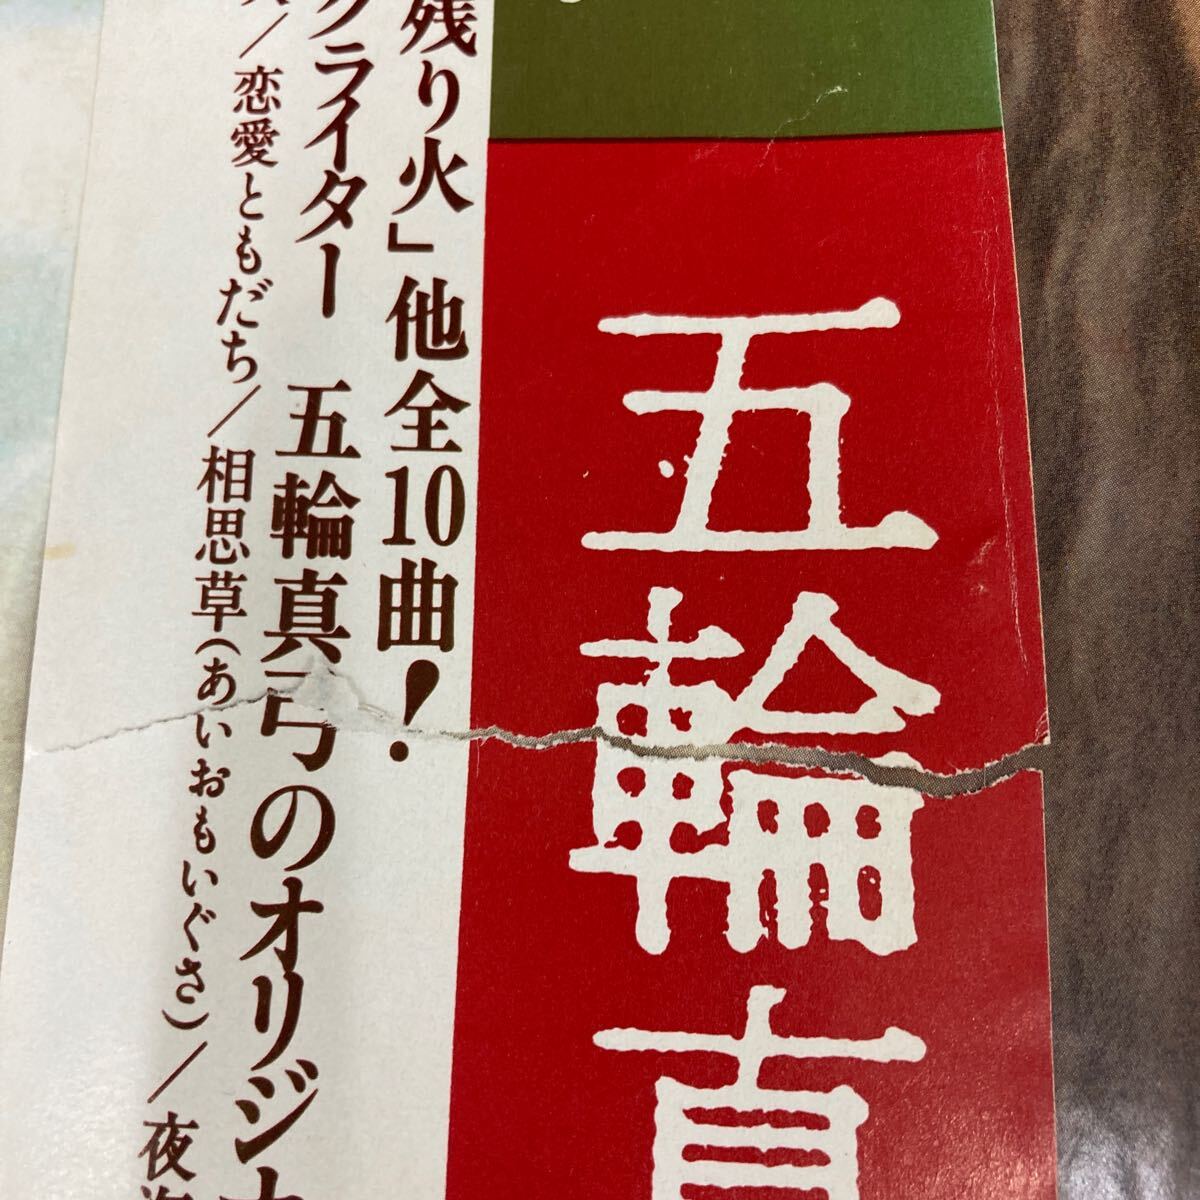 五輪真
残り火」他全10曲!
クライター 五輪真弓のオリジナ
/恋愛ともだち/相思草(あいおもいぐさ)/夜